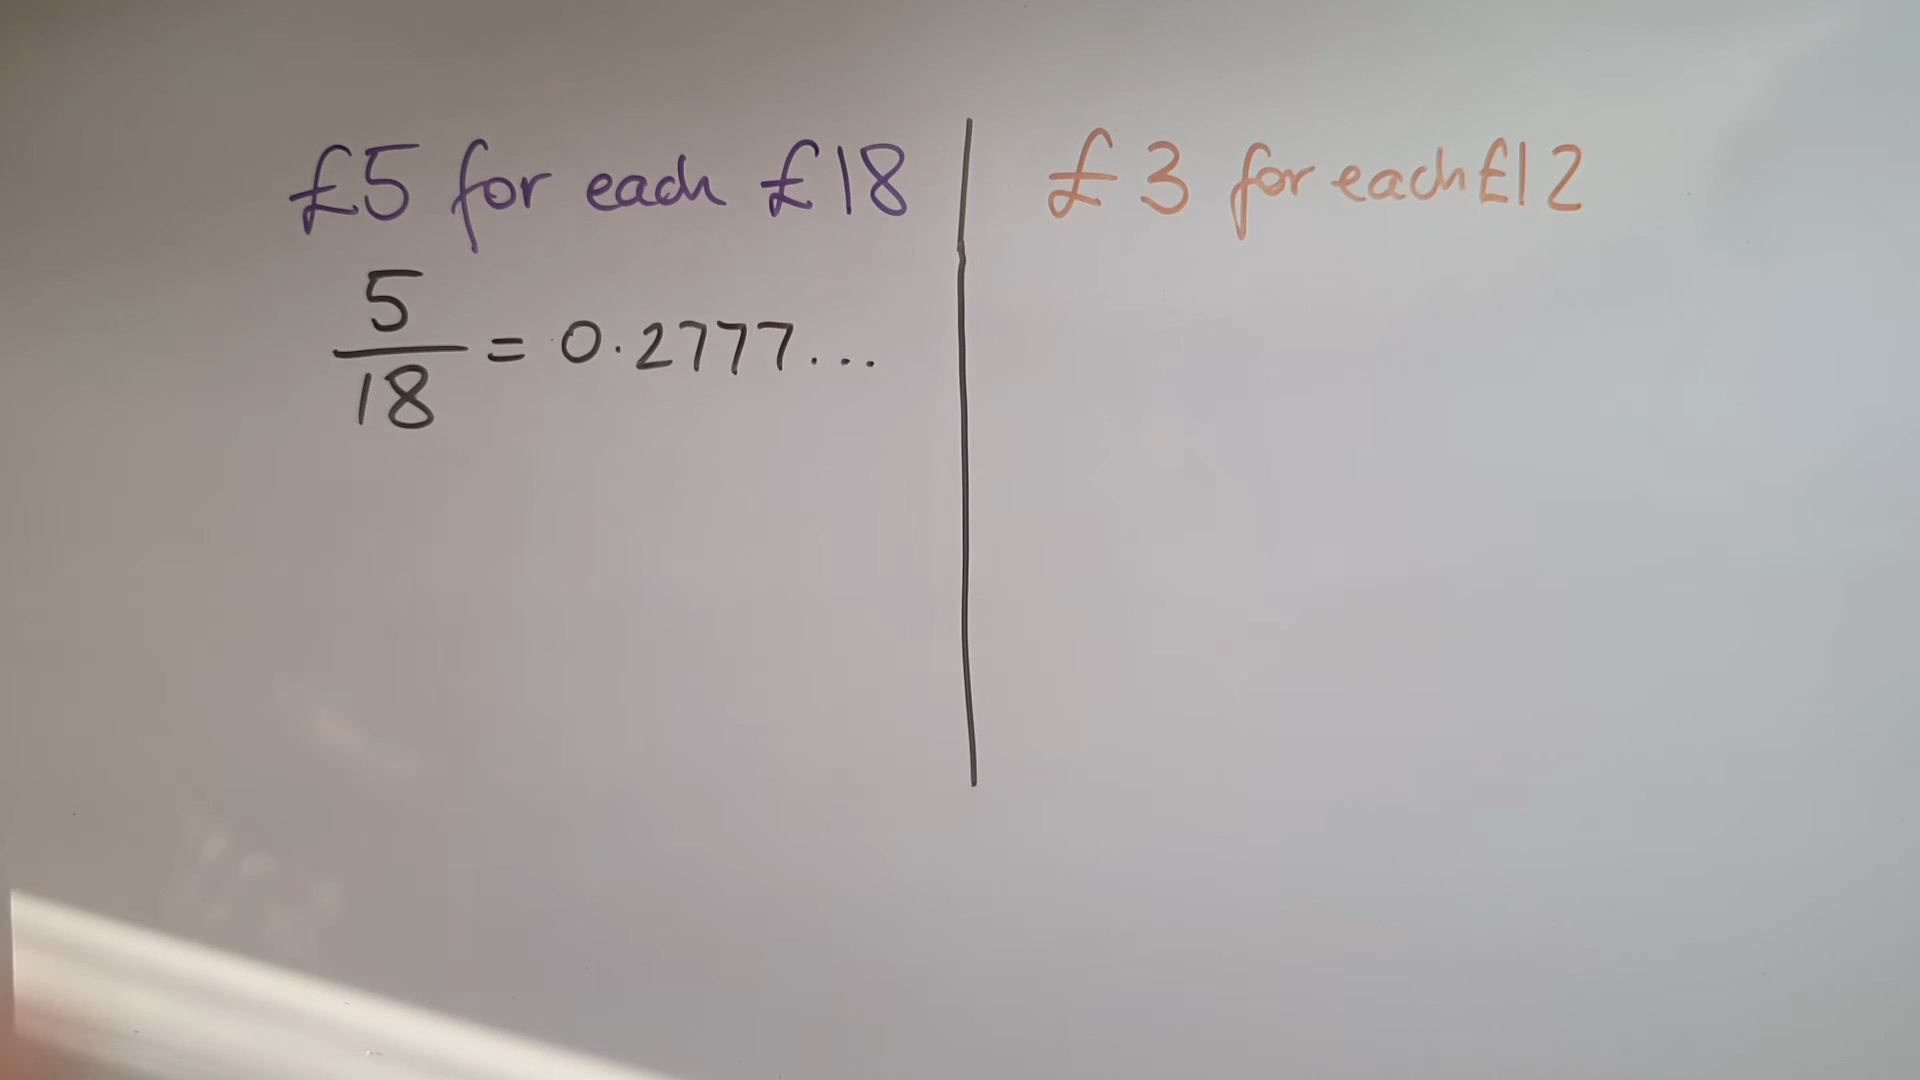 £5 for each £18
5/18 = 0.2777...
£3 for each £12